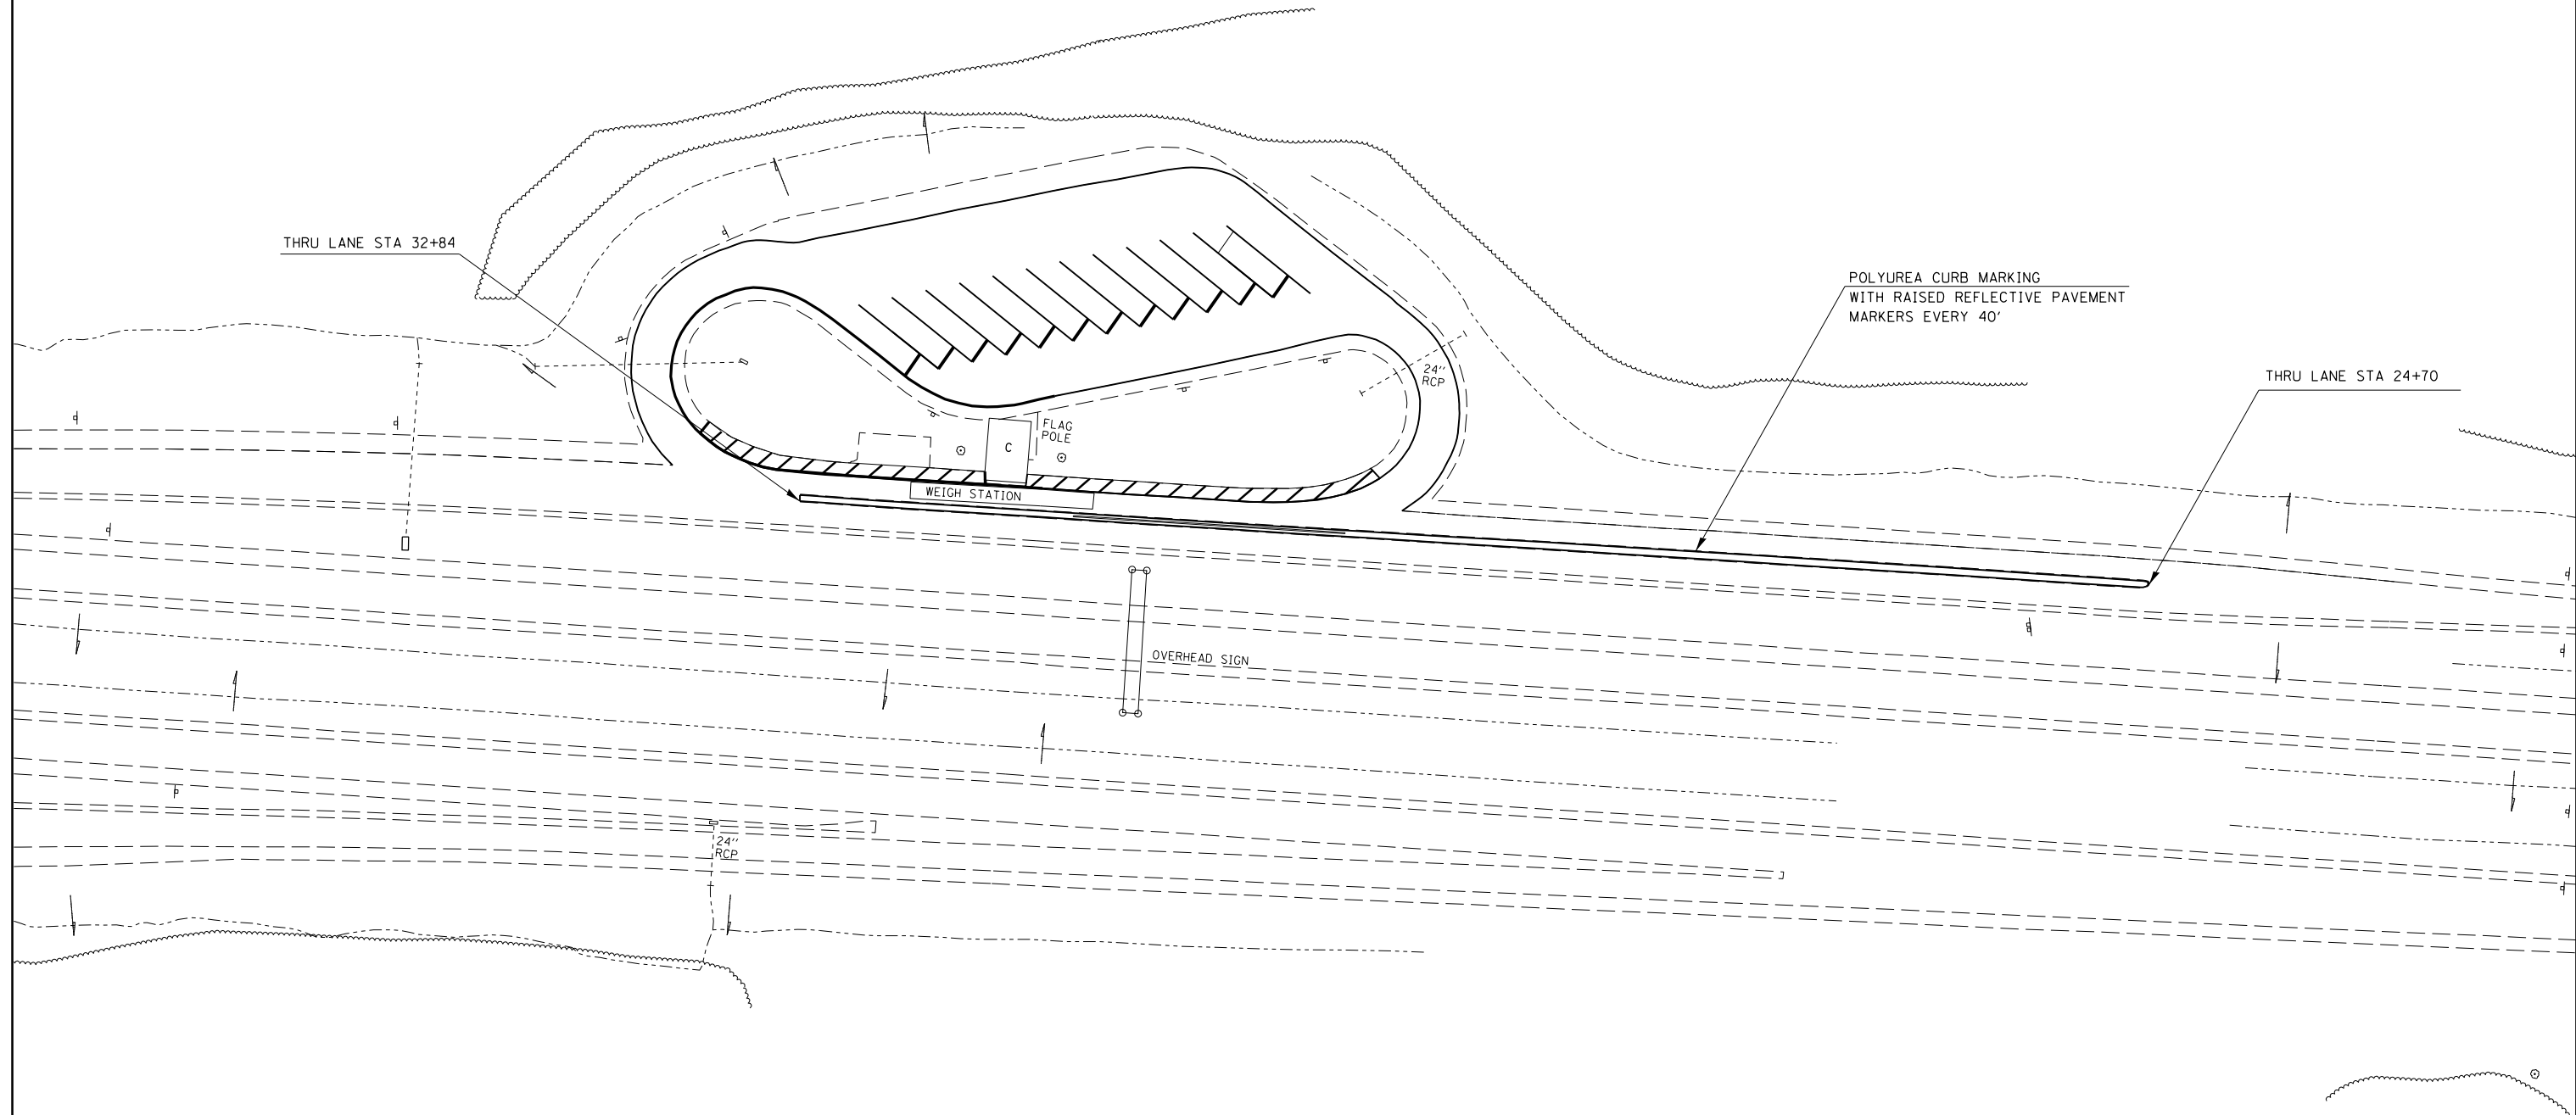 THRU LANE STA 32+84
POLYUREA CURB MARKING
WITH RAISED REFLECTIVE PAVEMENT
MARKERS EVERY 40'
THRU LANE STA 24+70
24"
RCP
FLAG
POLE
C
WEIGH STATION
OVERHEAD SIGN
24"
RCP